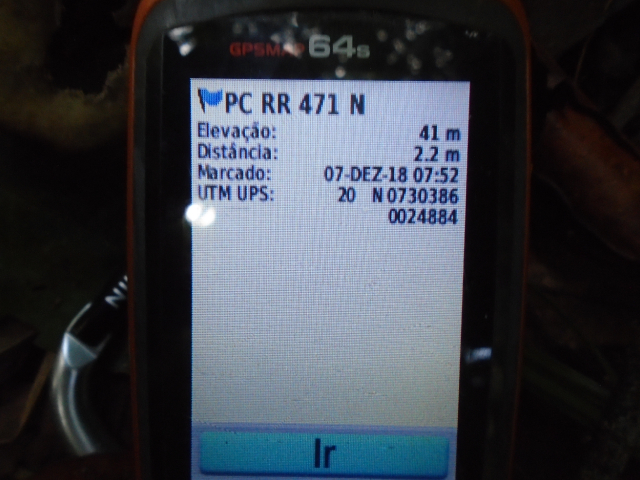 GPSMAP 64s
PC RR 471 N
Elevação: 41 m
Distância: 2.2 m
Marcado: 07-DEZ-18 07:52
UTM UPS: 20 N 0730386
0024884
Ir